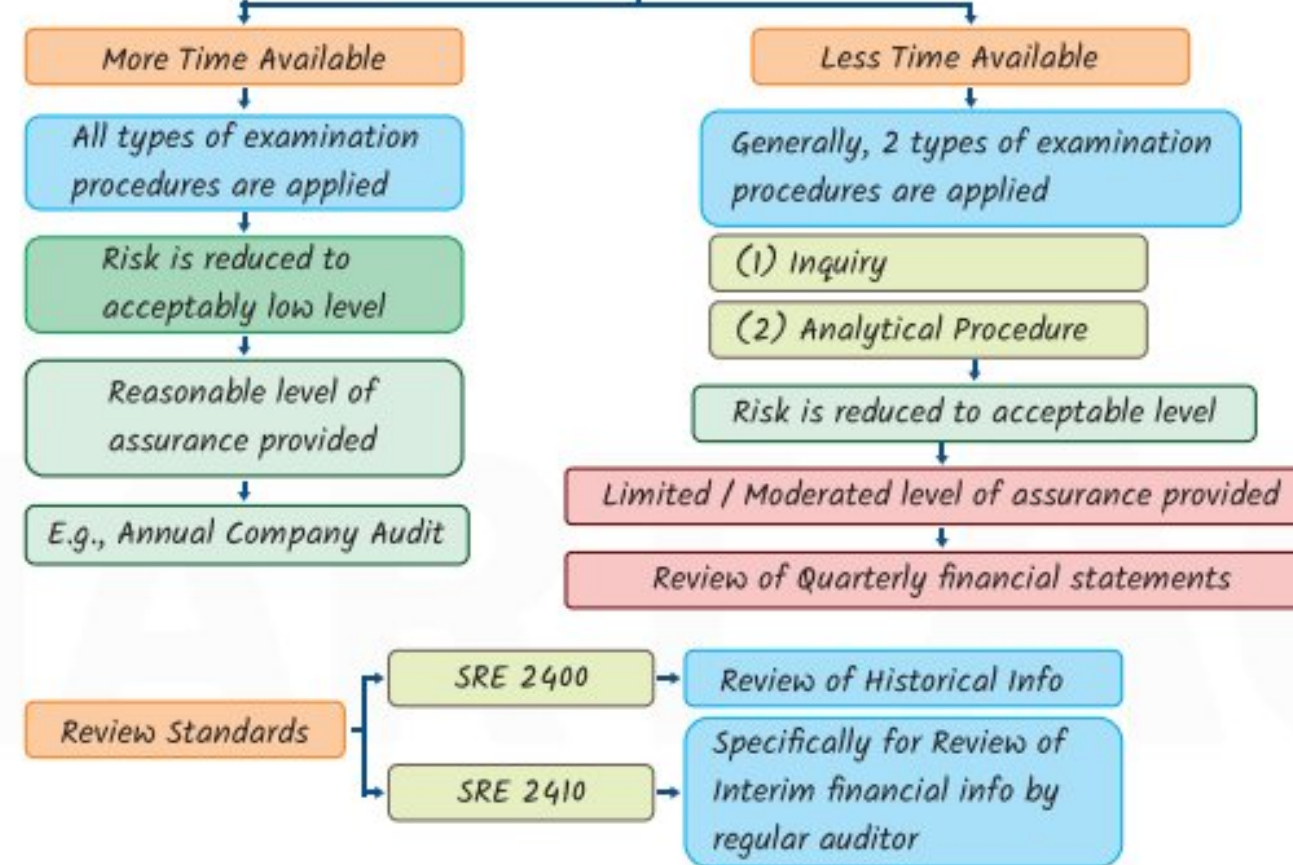 More Time Available
All types of examination
procedures are applied
Risk is reduced to
acceptably low level
Reasonable level of
assurance provided
E.g., Annual Company Audit
Less Time Available
Generally, 2 types of examination
procedures are applied
(1) Inquiry
(2) Analytical Procedure
Risk is reduced to acceptable level
Limited / Moderated level of assurance provided
Review of Quarterly financial statements
Review Standards
SRE 2400
Review of Historical Info
SRE 2410
Specifically for Review of
Interim financial info by
regular auditor